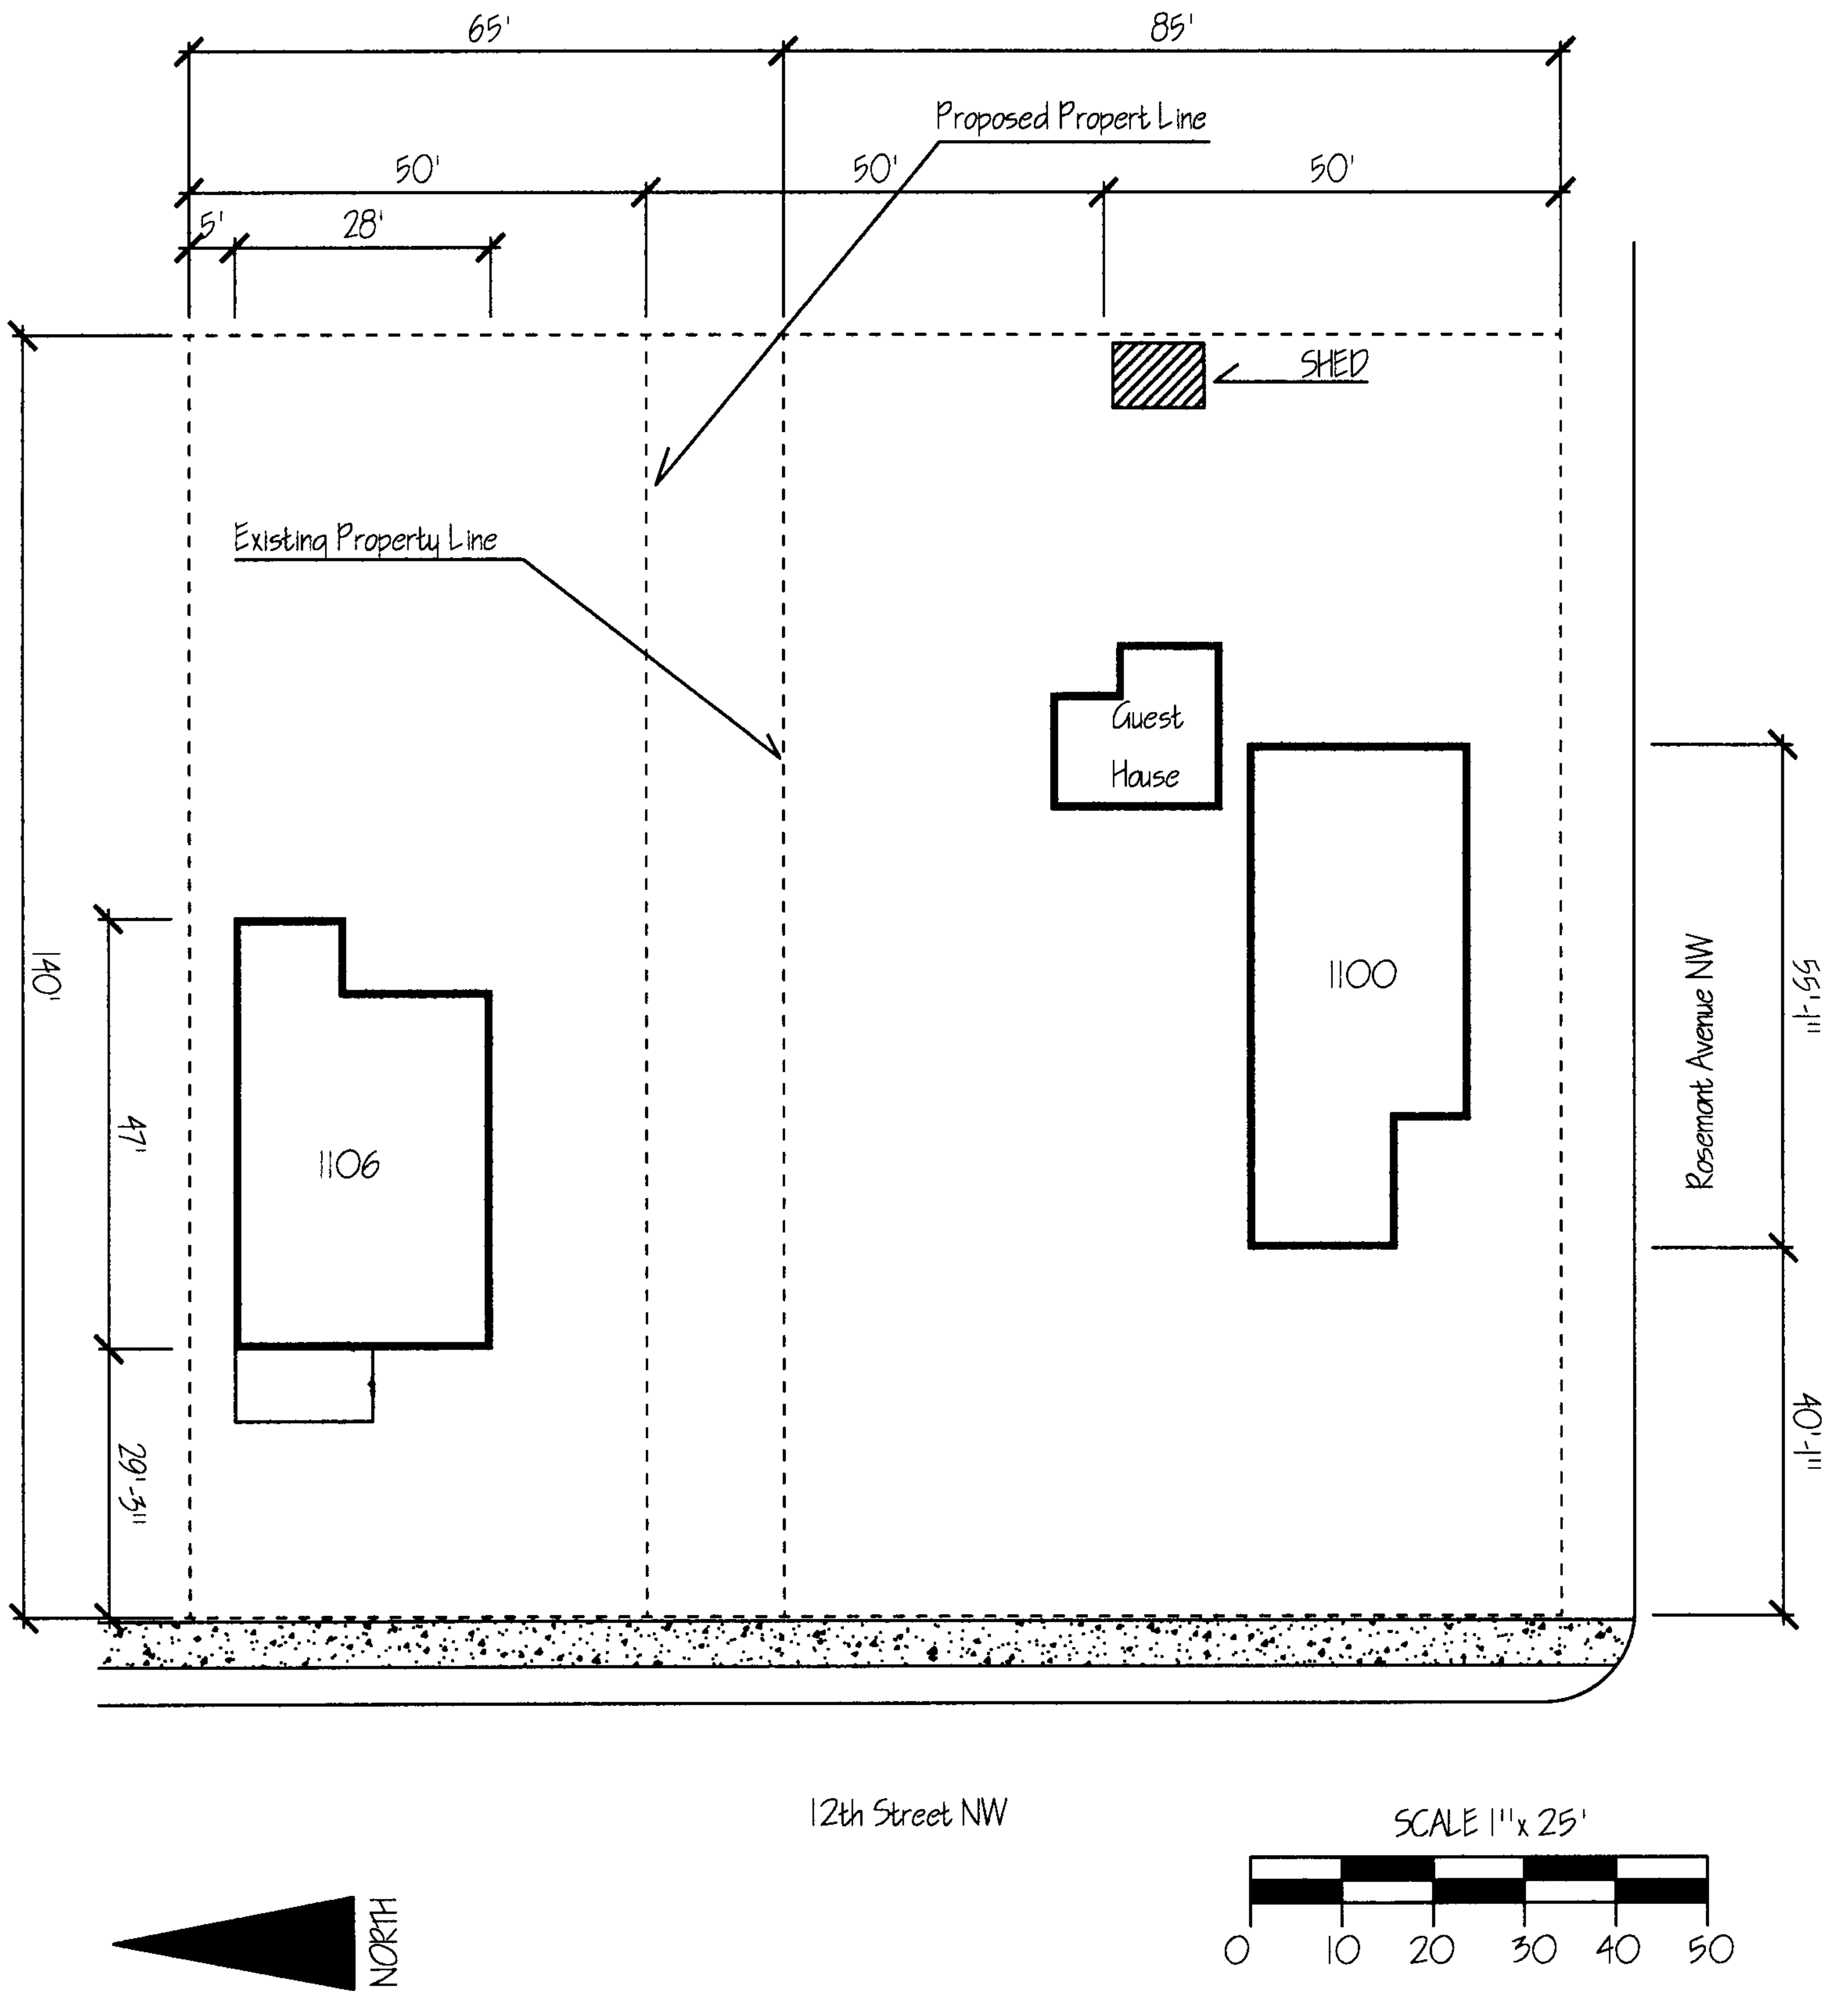 65'
85'
Proposed Propert Line
50'
50'
50'
5'
28'
SHED
Existing Property Line
Guest
House
140'
1100
Rosemont Avenue NW
55'-1"
47'
1106
29'-3"
40'-1"
12th Street NW
SCALE 1"x 25'
NORTH
0 10 20 30 40 50